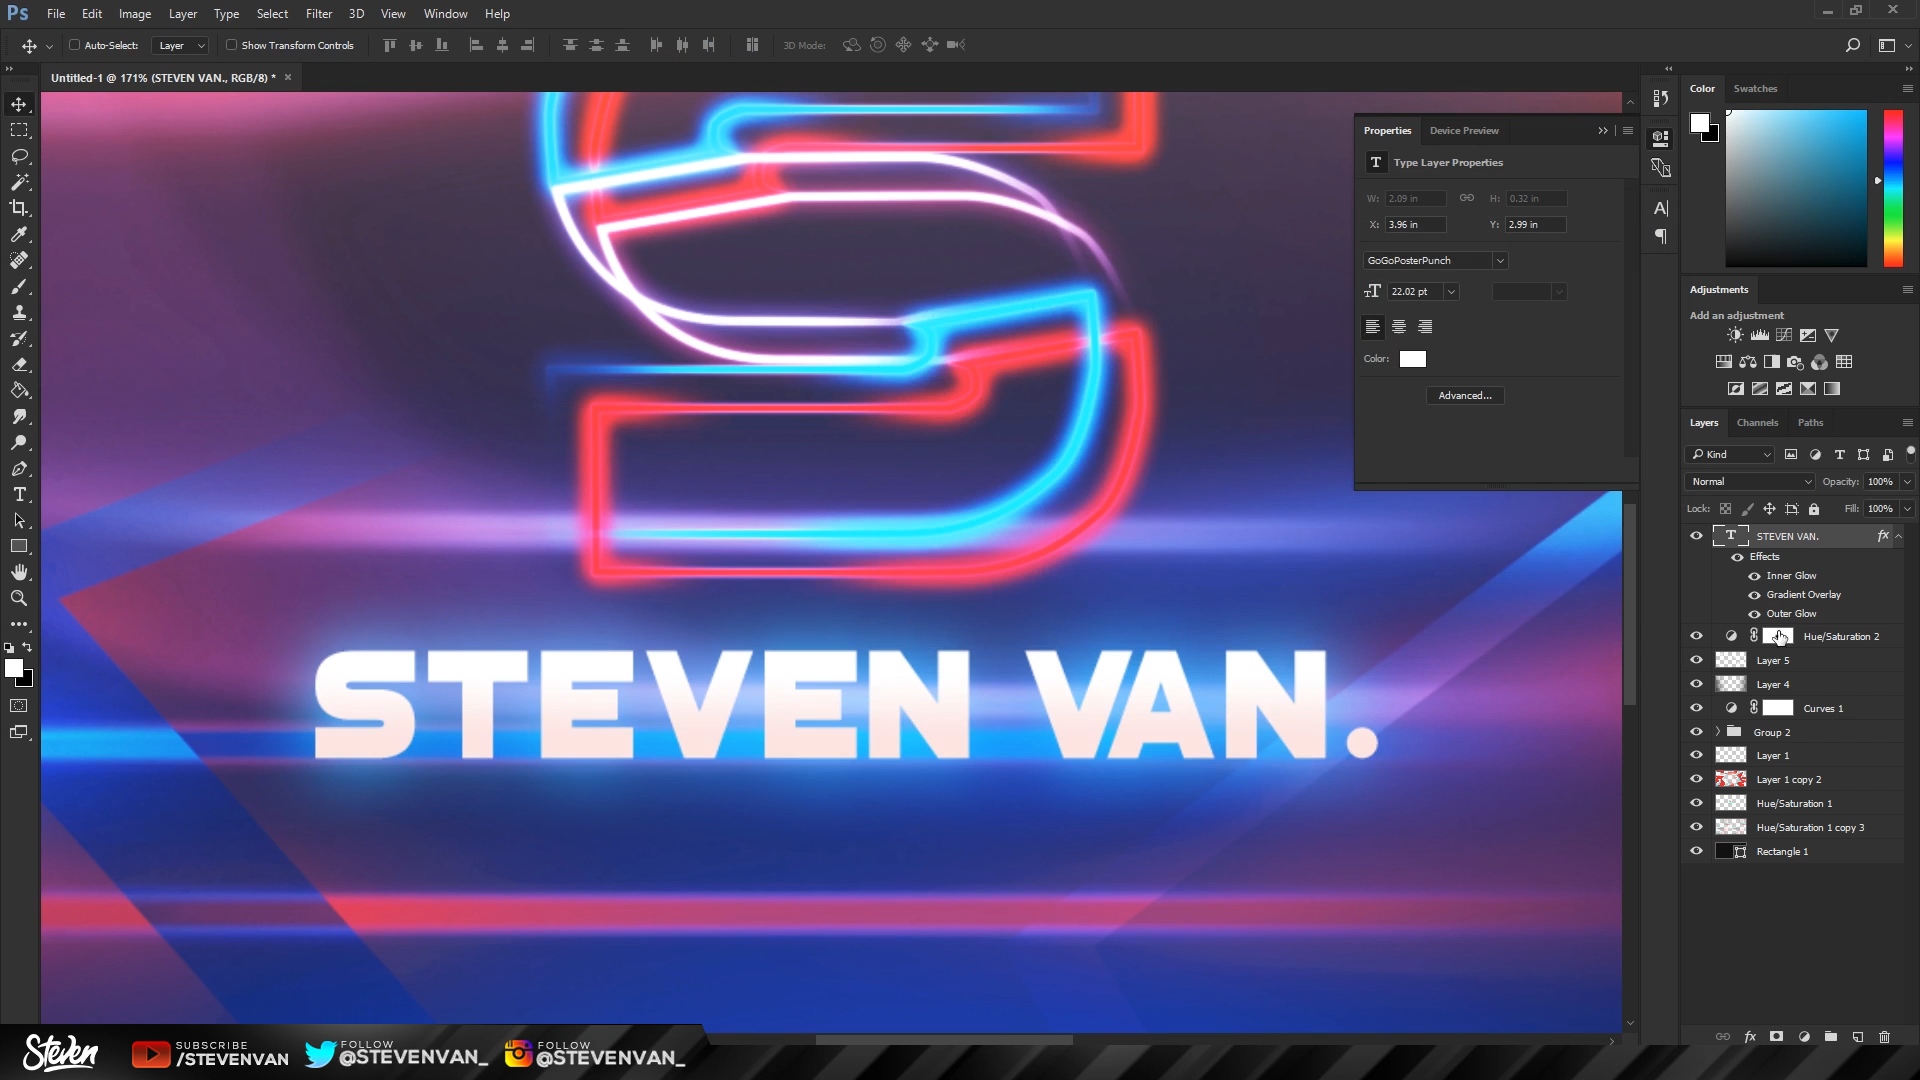 Ps File Edit Image Layer Type Select Filter 3D View Window Help
Auto-Select: Layer Show Transform Controls 3D Mode:
Untitled-1 @ 171% (STEVEN VAN., RGB/8) * ×
Color Swatches
Properties Device Preview
Type Layer Properties
W: 2.09 in H: 0.32 in
X: 3.96 in Y: 2.99 in
GoGoPosterPunch
22.02 pt
Color:
Advanced...
Adjustments
Add an adjustment
Layers Channels Paths
Kind
Normal Opacity: 100%
Lock: Fill: 100%
STEVEN VAN. fx
Effects
Inner Glow
Gradient Overlay
Outer Glow
Hue/Saturation 2
Layer 5
Layer 4
Curves 1
Group 2
Layer 1
Layer 1 copy 2
Hue/Saturation 1
Hue/Saturation 1 copy 3
Rectangle 1
fx
STEVEN VAN.
Steven
SUBSCRIBE
/STEVENVAN
FOLLOW
@STEVENVAN_
FOLLOW
@STEVENVAN_